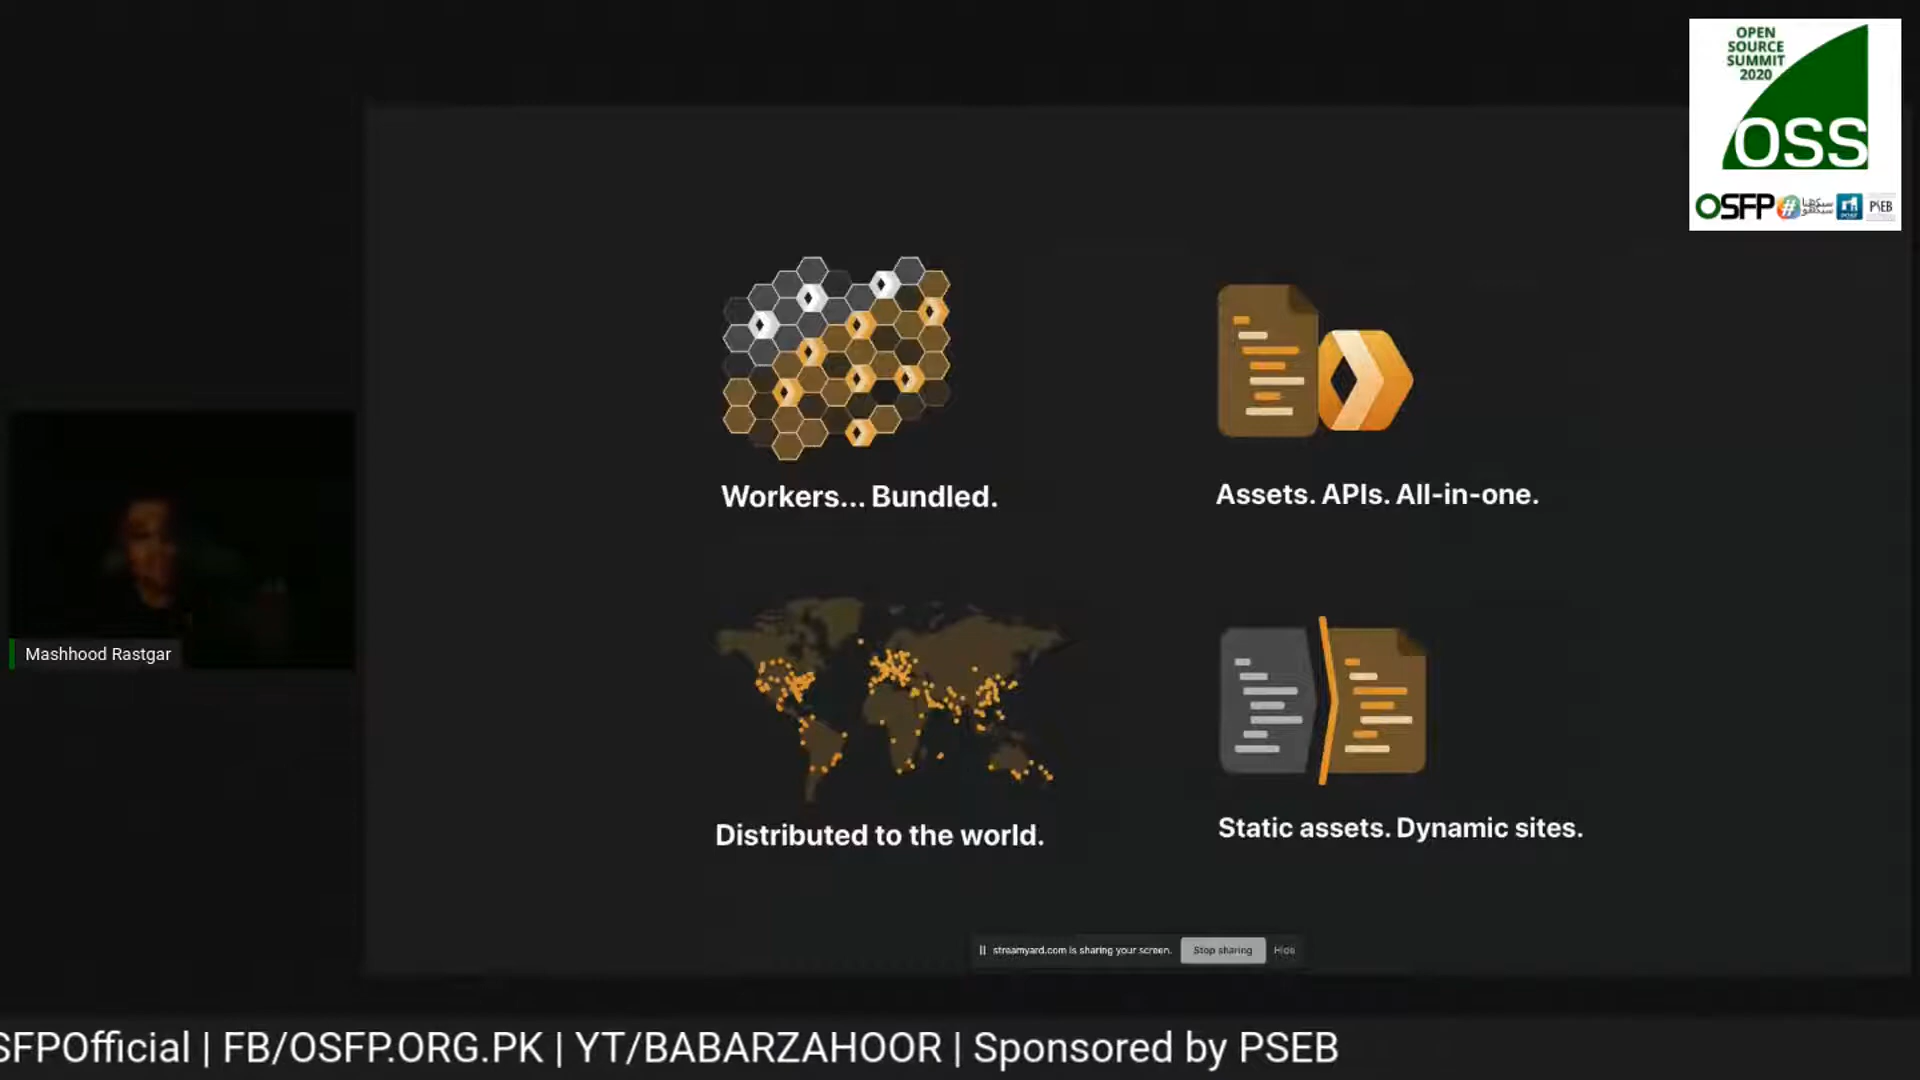 OPEN
SOURCE
SUMMIT
2020
OSS
OSFP
PSEB
Workers... Bundled.
Assets. APIs. All-in-one.
Mashhood Rastgar
Distributed to the world.
Static assets. Dynamic sites.
streamyard.com is sharing your screen.
Stop sharing
Hide
SFPOfficial | FB/OSFP.ORG.PK | YT/BABARZAHOOR | Sponsored by PSEB